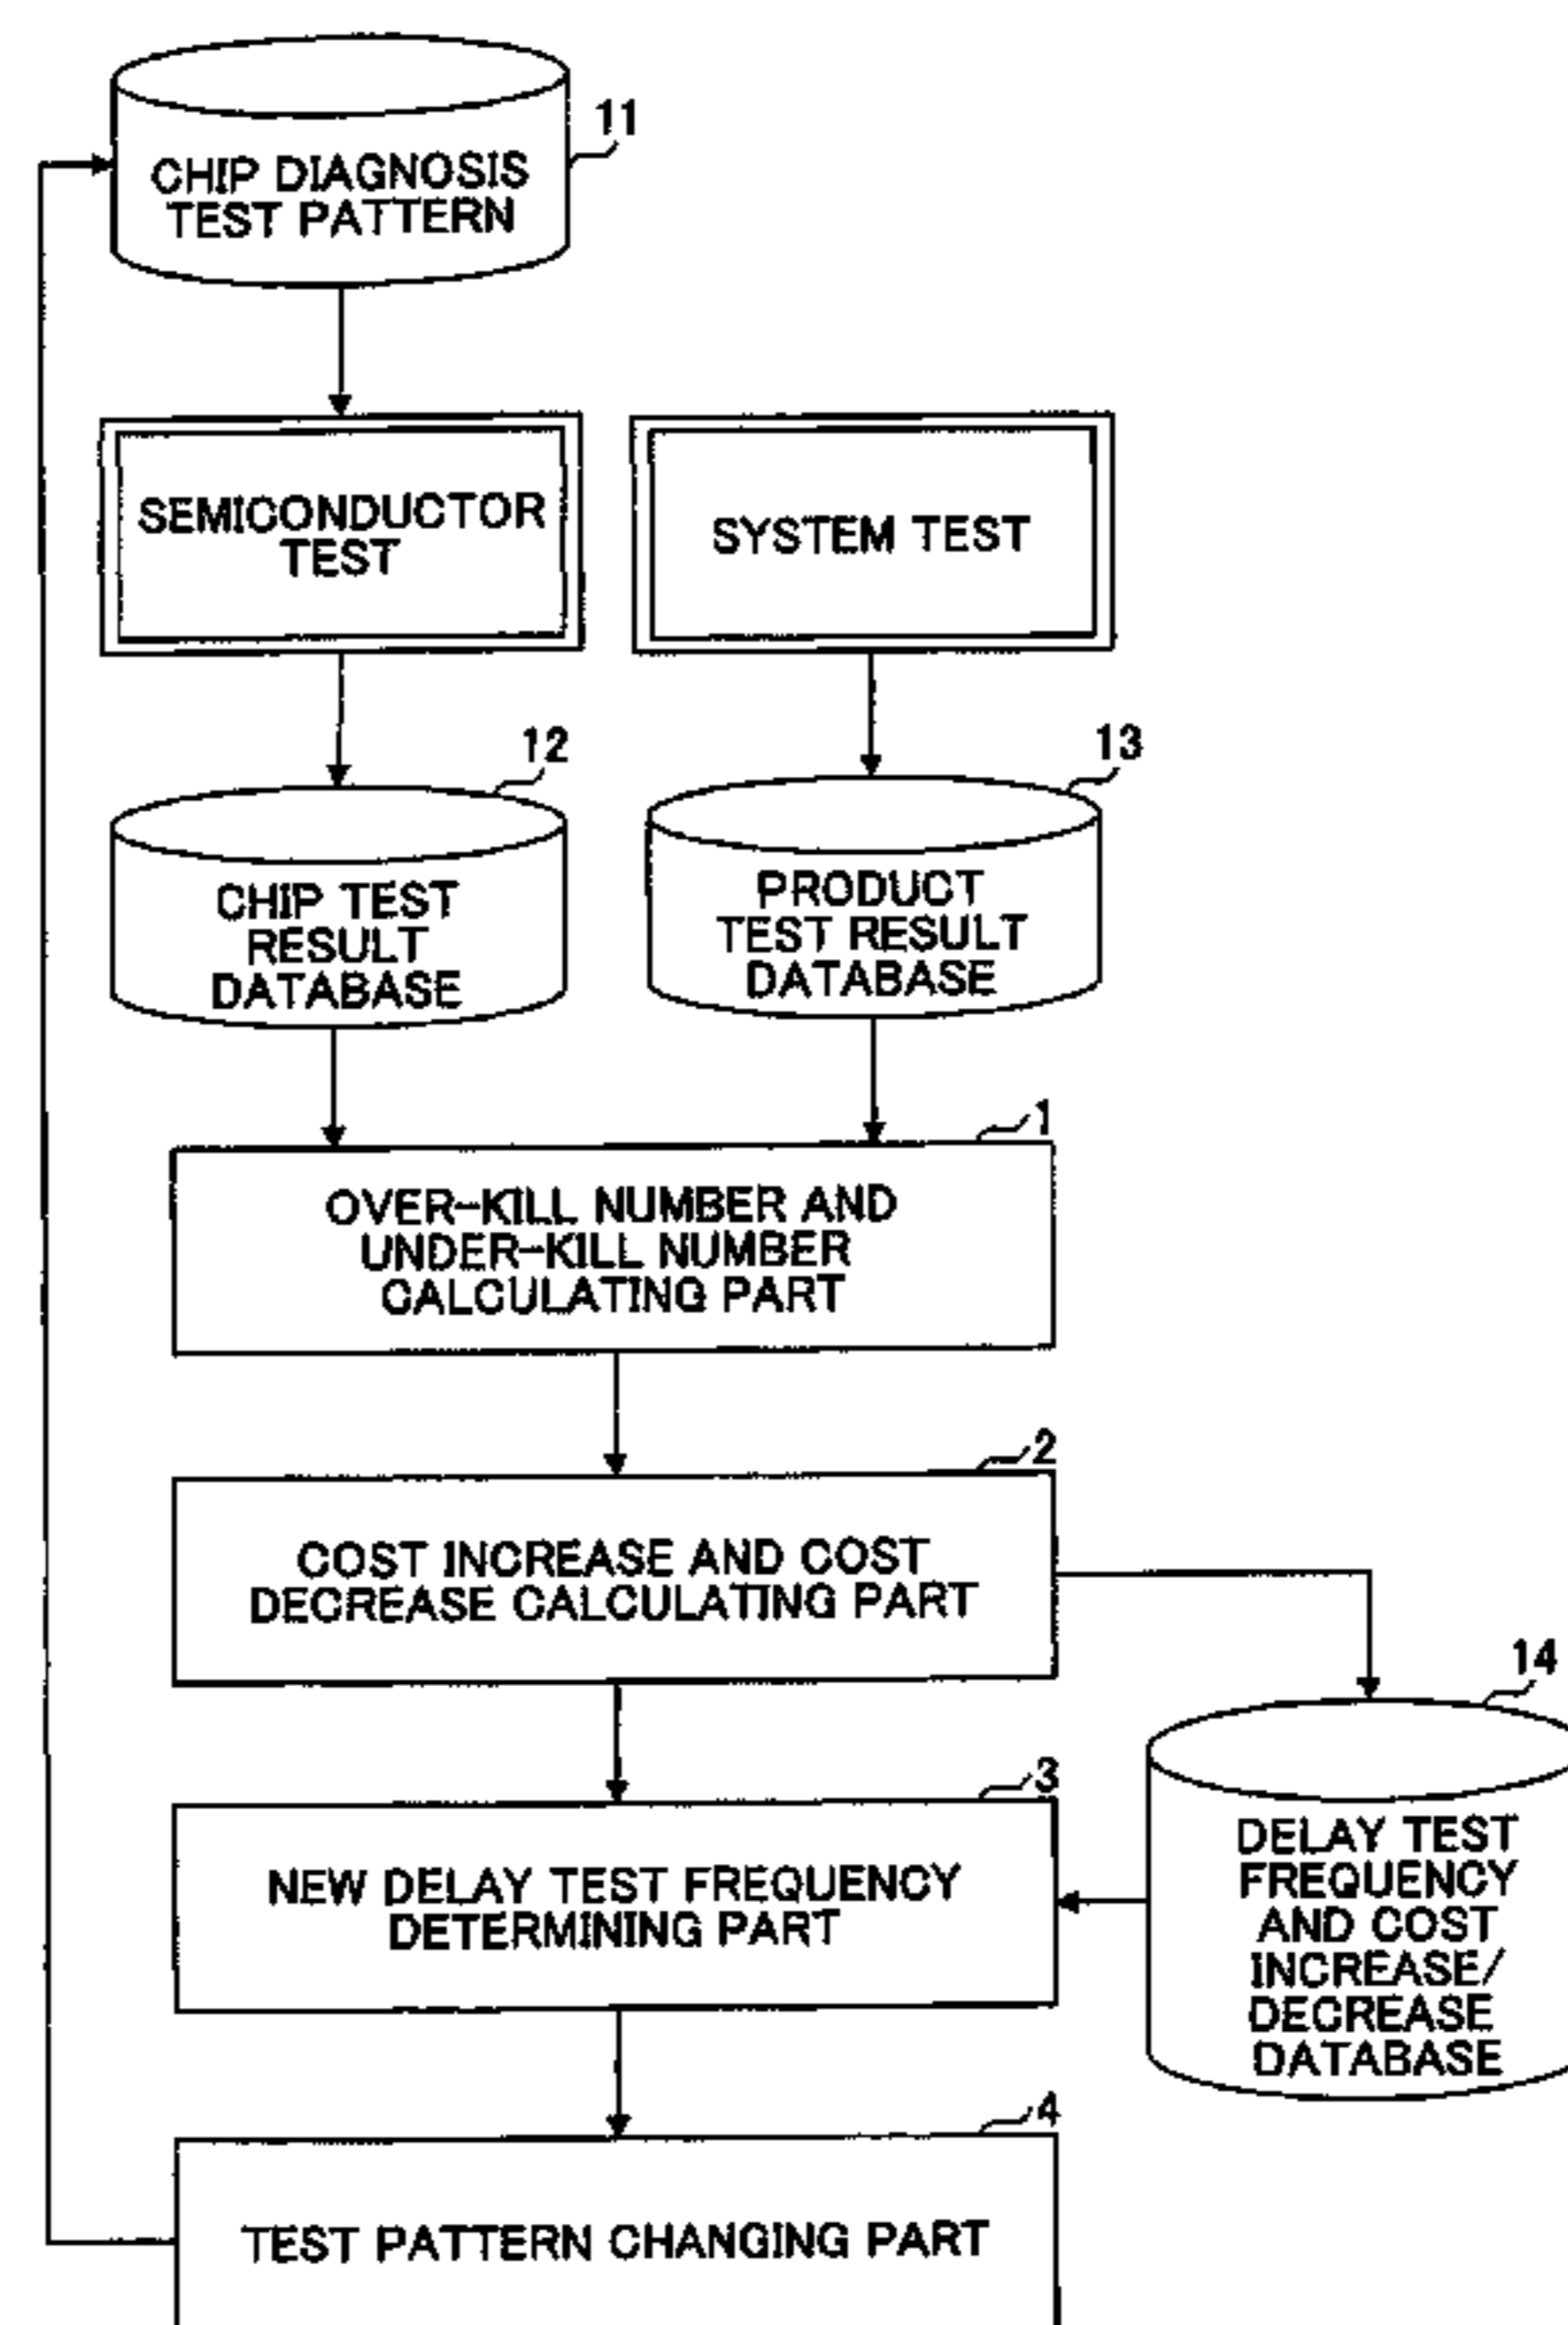 11
CHIP DIAGNOSIS
TEST PATTERN
SEMICONDUCTOR
TEST
SYSTEM TEST
12
13
CHIP TEST
RESULT
DATABASE
PRODUCT
TEST RESULT
DATABASE
1
OVER-KILL NUMBER AND
UNDER-KILL NUMBER
CALCULATING PART
2
COST INCREASE AND COST
DECREASE CALCULATING PART
14
3
NEW DELAY TEST FREQUENCY
DETERMINING PART
DELAY TEST
FREQUENCY
AND COST
INCREASE/
DECREASE
DATABASE
4
TEST PATTERN CHANGING PART